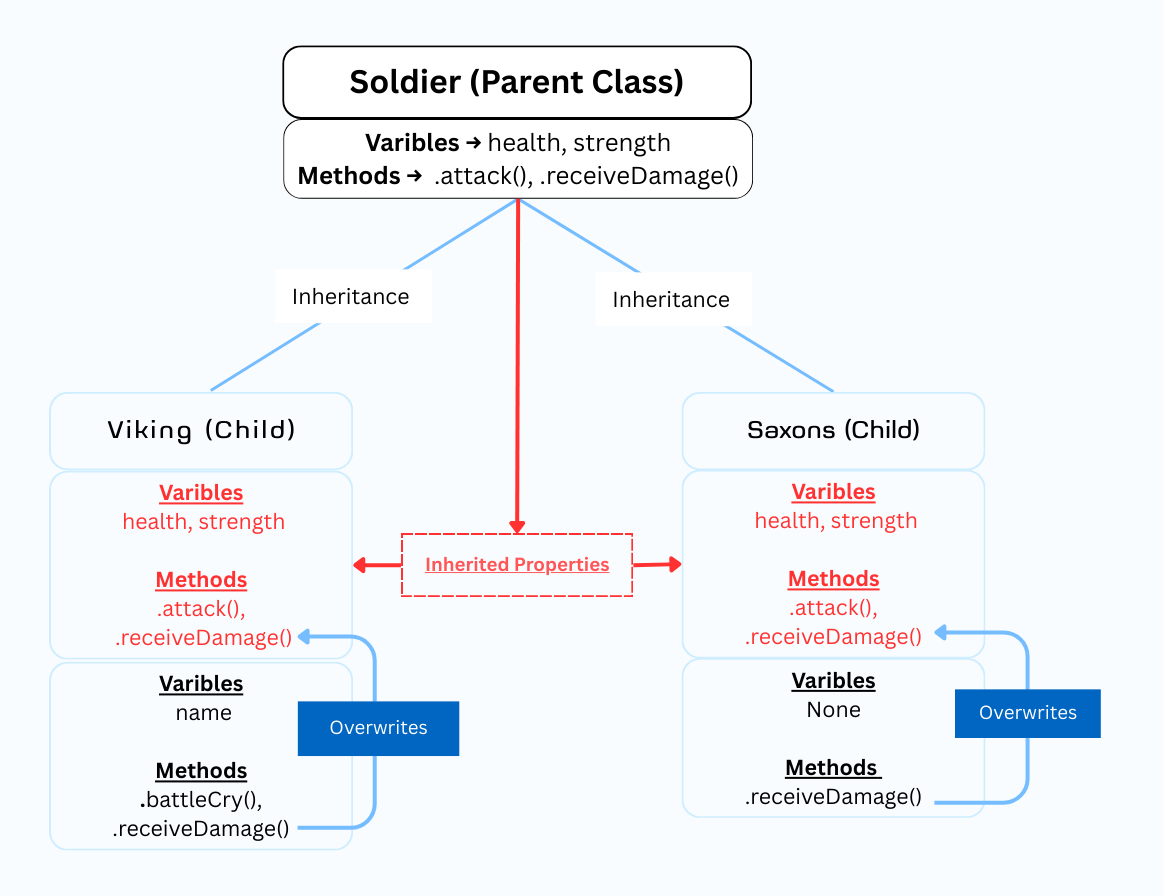 Soldier (Parent Class)
Varibles → health, strength
Methods → .attack(), .receiveDamage()
Inheritance
Inheritance
Viking (Child)
Varibles
health, strength
Methods
.attack(),
.receiveDamage()
Varibles
name
Methods
.battleCry(),
.receiveDamage()
Overwrites
Inherited Properties
Saxons (Child)
Varibles
health, strength
Methods
.attack(),
.receiveDamage()
Varibles
None
Methods
.receiveDamage()
Overwrites